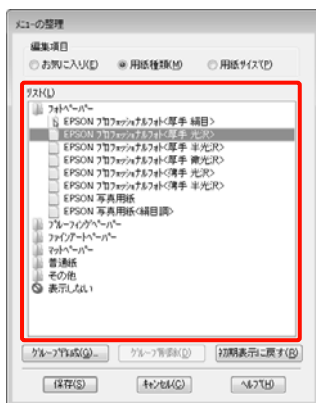 メニューの整理
編集項目
お気に入り(E) 用紙種類(M) 用紙サイズ(P)
リスト(L)
フォトペーパー
EPSON プロフェッショナルフォト<厚手 絹目>
EPSON プロフェッショナルフォト<厚手 光沢>
EPSON プロフェッショナルフォト<厚手 半光沢>
EPSON プロフェッショナルフォト<厚手 微光沢>
EPSON プロフェッショナルフォト<薄手 光沢>
EPSON プロフェッショナルフォト<薄手 半光沢>
EPSON 写真用紙
EPSON 写真用紙<絹目調>
プルーフィングペーパー
ファインアートペーパー
マットペーパー
普通紙
その他
表示しない
グループ作成(G)... グループ削除(D) 初期表示に戻す(R)
保存(S) キャンセル(C) ヘルプ(H)